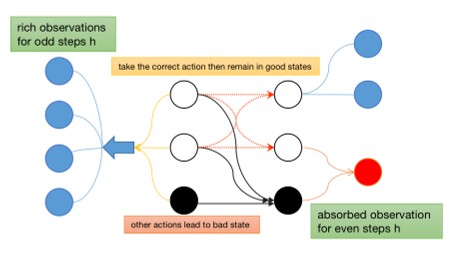 rich observations
for odd steps h
take the correct action then remain in good states
other actions lead to bad state
absorbed observation
for even steps h